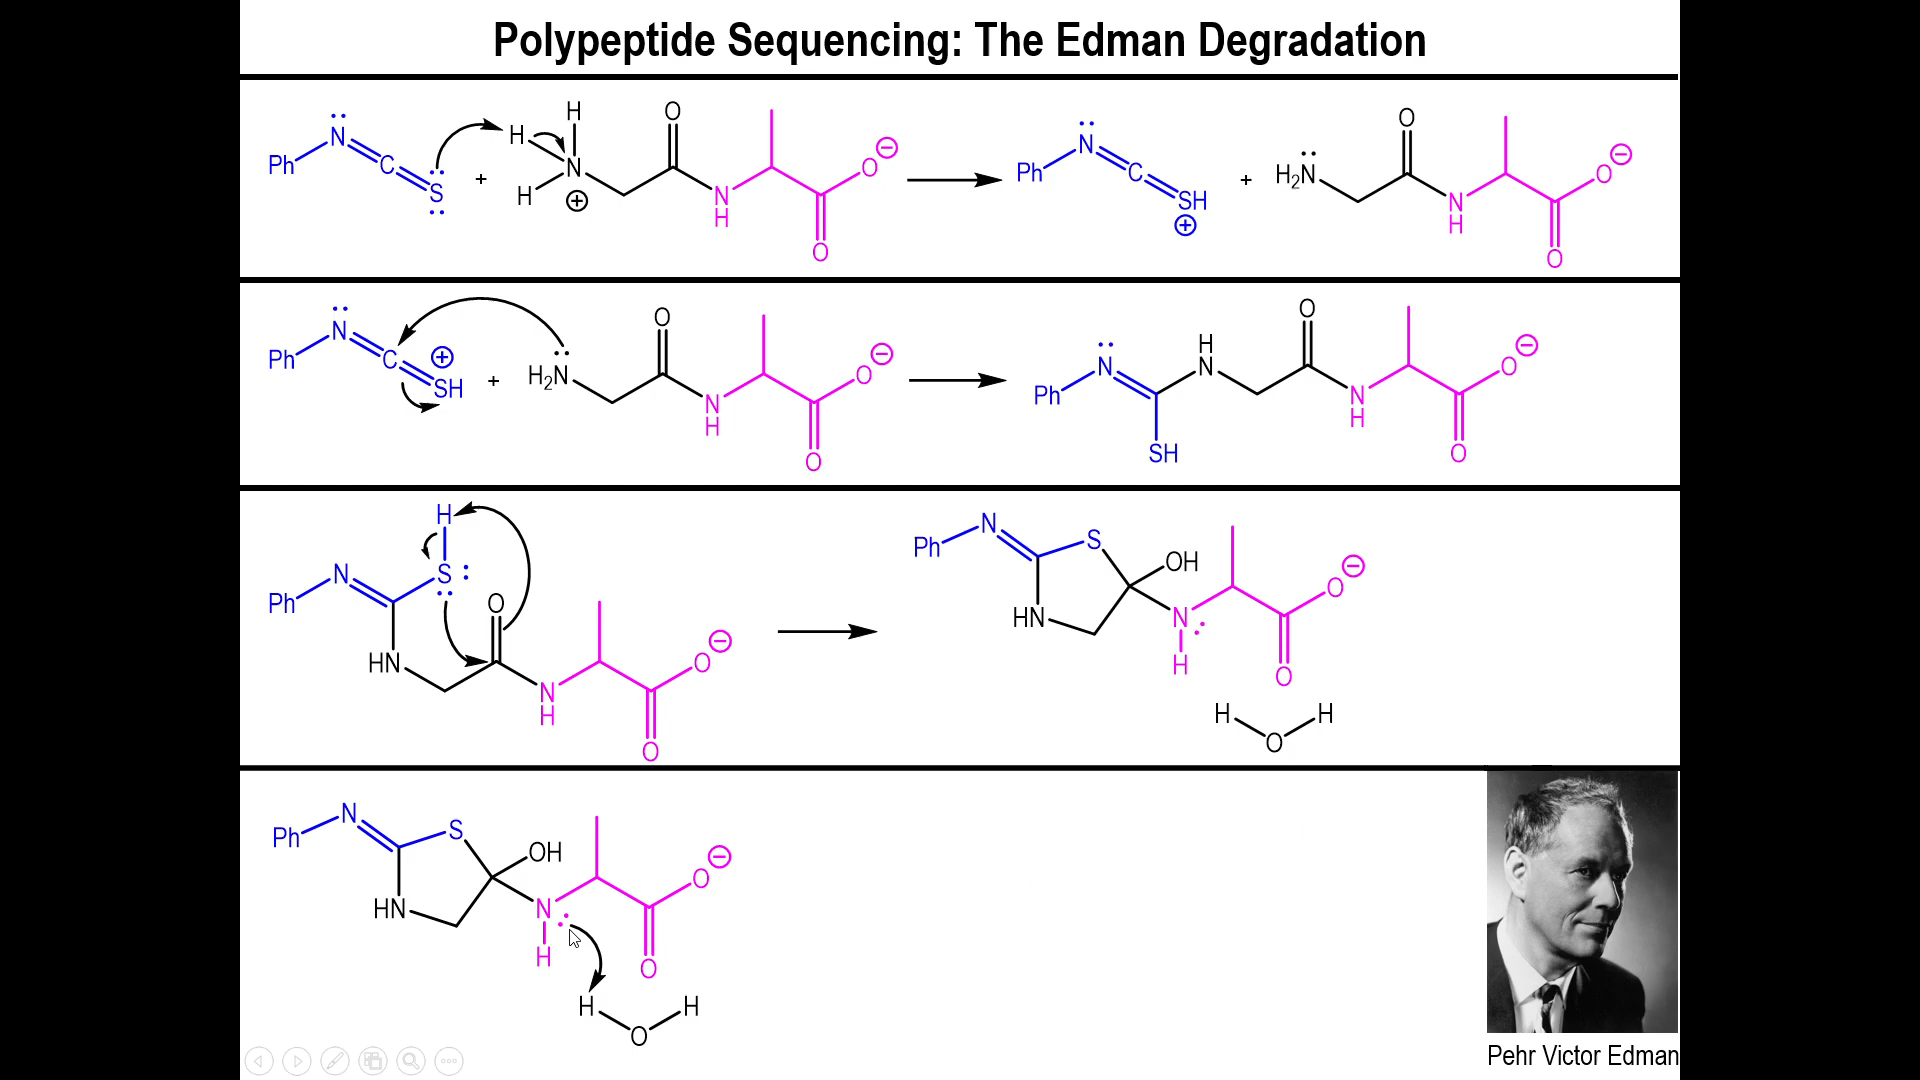 Polypeptide Sequencing: The Edman Degradation
Ph N C S + H H N H ⊕ O N H O ⊖ O Ph N C SH ⊕ + H₂N O N H O ⊖ O
Ph N C ⊕ SH + H₂N O N H O ⊖ O Ph N SH H N O N H O ⊖ O
Ph N H S HN O N H O ⊖ O Ph N S HN OH N H O ⊖ O H O H
Ph N S HN OH N H O ⊖ O H O H
Pehr Victor Edman